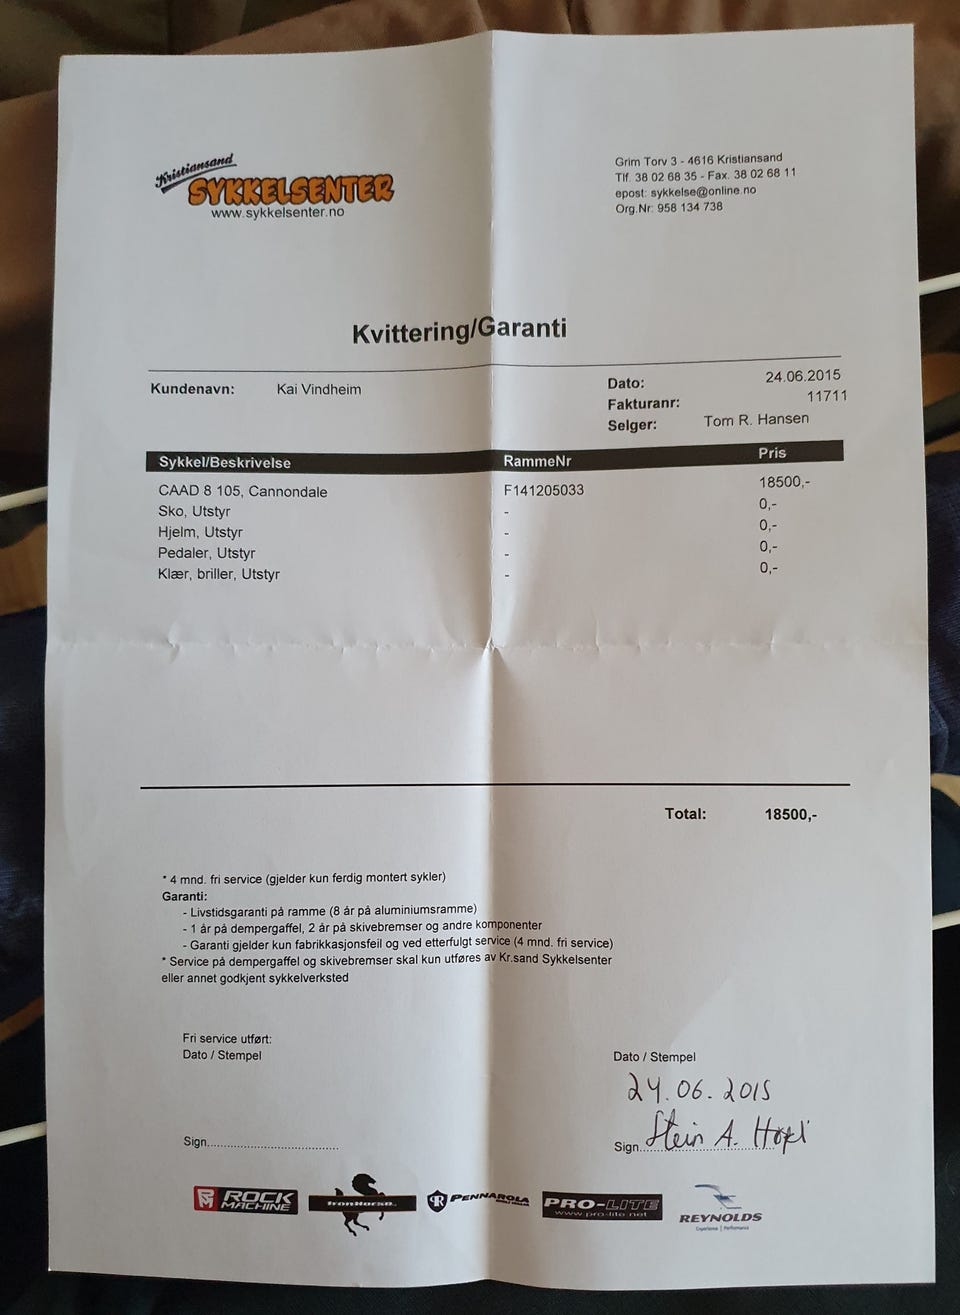 Kristiansand
SYKKELSENTER
www.sykkelsenter.no
Grim Torv 3 - 4616 Kristiansand
Tlf. 38 02 68 35 - Fax. 38 02 68 11
epost: sykkelse@online.no
Org.Nr: 958 134 738
Kvittering/Garanti
Kundenavn: Kai Vindheim
Dato: 24.06.2015
Fakturanr: 11711
Selger: Tom R. Hansen
Sykkel/Beskrivelse RammeNr Pris
CAAD 8 105, Cannondale F141205033 18500,-
Sko, Utstyr - 0,-
Hjelm, Utstyr - 0,-
Pedaler, Utstyr - 0,-
Klær, briller, Utstyr - 0,-
Total: 18500,-
* 4 mnd. fri service (gjelder kun ferdig montert sykler)
Garanti:
- Livstidsgaranti på ramme (8 år på aluminiumsramme)
- 1 år på dempergaffel, 2 år på skivebremser og andre komponenter
- Garanti gjelder kun fabrikkasjonsfeil og ved etterfulgt service (4 mnd. fri service)
* Service på dempergaffel og skivebremser skal kun utføres av Kr.sand Sykkelsenter
eller annet godkjent sykkelverksted
Fri service utført:
Dato / Stempel
Sign.
Dato / Stempel
24.06.2015
Sign. Stein A.
ROCK MACHINE
IronHorse
PENNAROLA
PRO-LITE
www.pro-lite.net
REYNOLDS
Experience | Performance